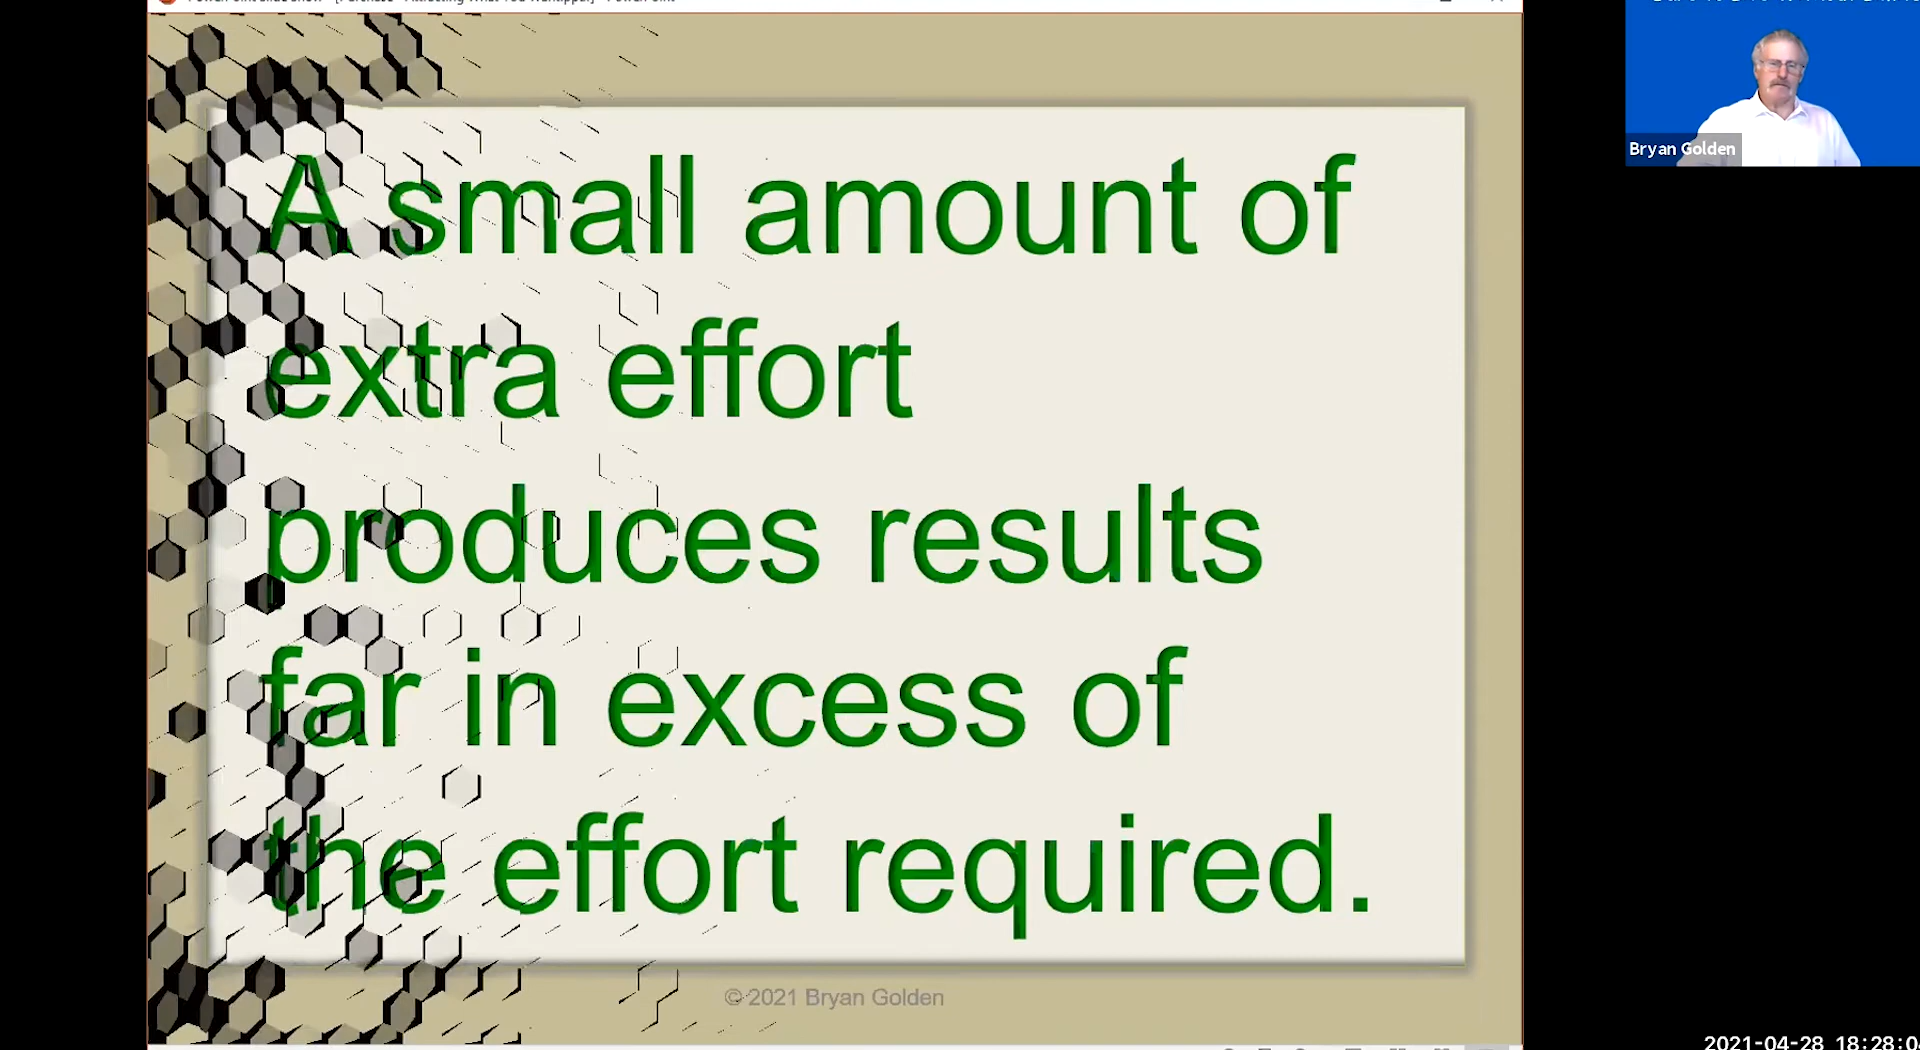 A small amount of
extra effort
produces results
far in excess of
the effort required.
© 2021 Bryan Golden
Bryan Golden
2021-04-28 18:28:0